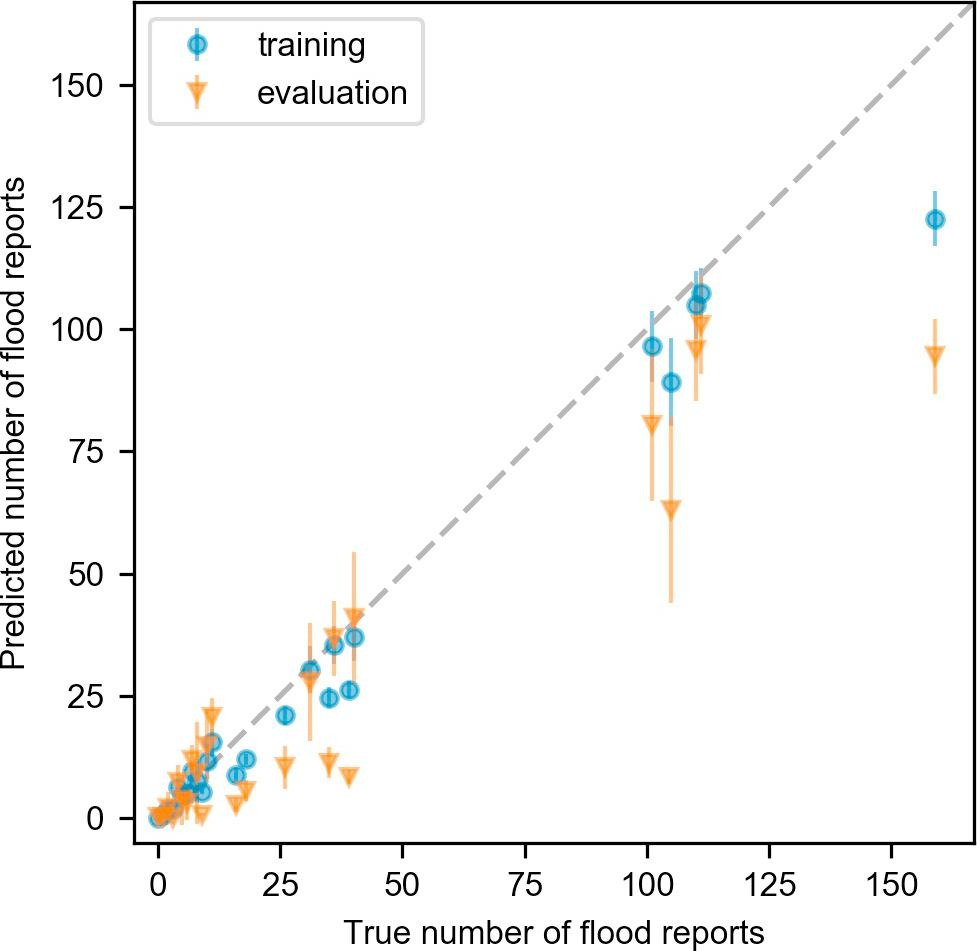 training
evaluation
150
125
100
75
50
25
0
Predicted number of flood reports
0 25 50 75 100 125 150
True number of flood reports